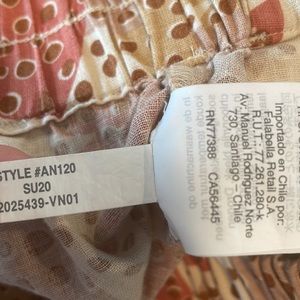 STYLE #AN120
SU20
2025439-VN01
Importado en Chile por:
Falabella Retail S.A.
R.U.T.: 77.261.280-k
Av. Manuel Rodriguez Norte
730, Santiago - Chile
RN77388 CA56445